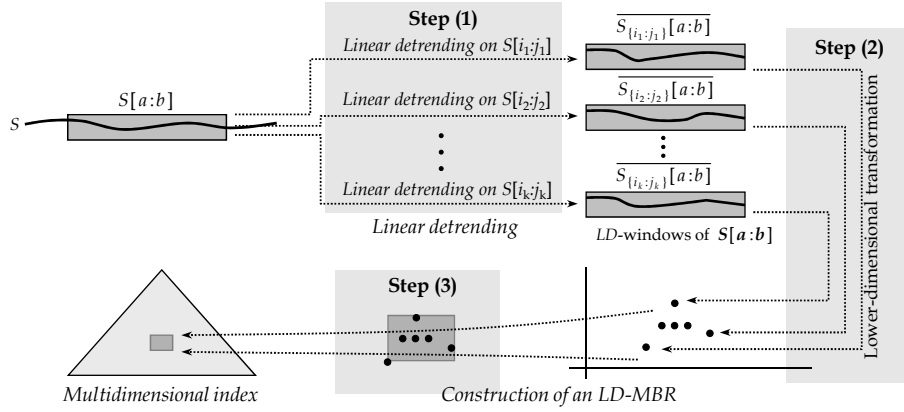 Step (1)
Step (2)
Linear detrending on S[i₁:j₁]
S{i₁:j₁}[a:b]
S[a:b]
S
Linear detrending on S[i₂:j₂]
S{i₂:j₂}[a:b]
Linear detrending on S[iₖ:jₖ]
S{iₖ:jₖ}[a:b]
Linear detrending
LD-windows of S[a:b]
Lower-dimensional transformation
Step (3)
Multidimensional index
Construction of an LD-MBR